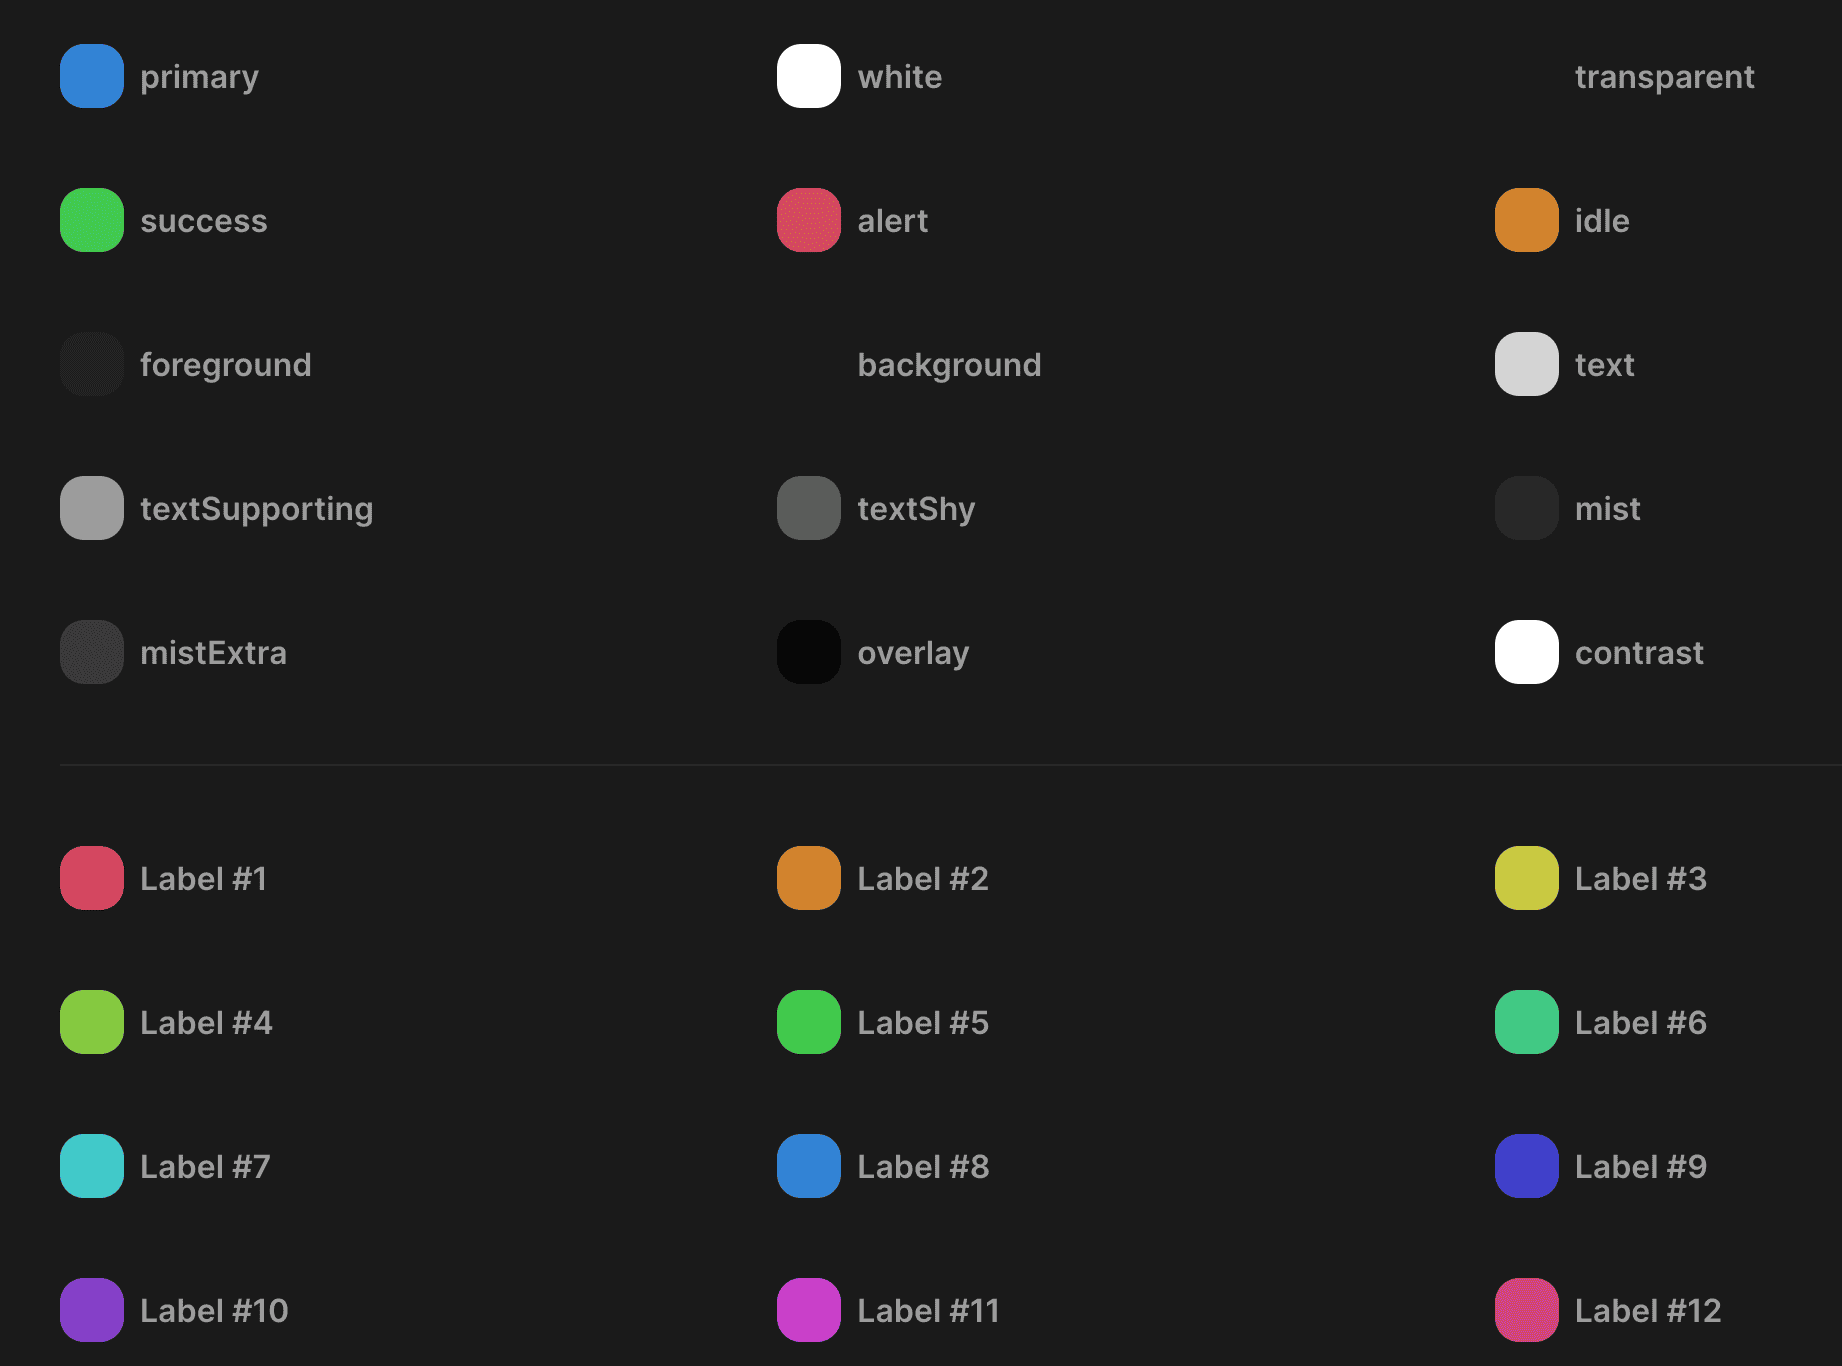 primary
white
transparent
success
alert
idle
foreground
background
text
textSupporting
textShy
mist
mistExtra
overlay
contrast
Label #1
Label #2
Label #3
Label #4
Label #5
Label #6
Label #7
Label #8
Label #9
Label #10
Label #11
Label #12